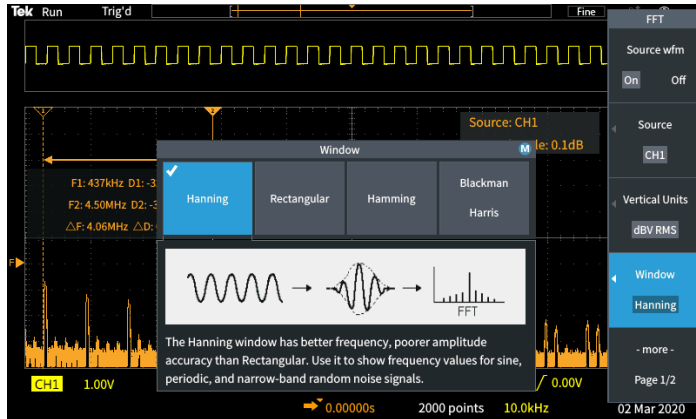 Tek Run Trig'd Fine
FFT
Source wfm
On Off
Source
CH1
Vertical Units
dBV RMS
Window
Hanning
- more -
Page 1/2
Source: CH1
le: 0.1dB
F1: 437kHz D1: -3
F2: 4.50MHz D2: -3
△F: 4.06MHz △D:
Window M
Hanning
Rectangular
Hamming
Blackman
Harris
FFT
The Hanning window has better frequency, poorer amplitude
accuracy than Rectangular. Use it to show frequency values for sine,
periodic, and narrow-band random noise signals.
F
CH1 1.00V
/ 0.00V
0.00000s 2000 points 10.0kHz 02 Mar 2020